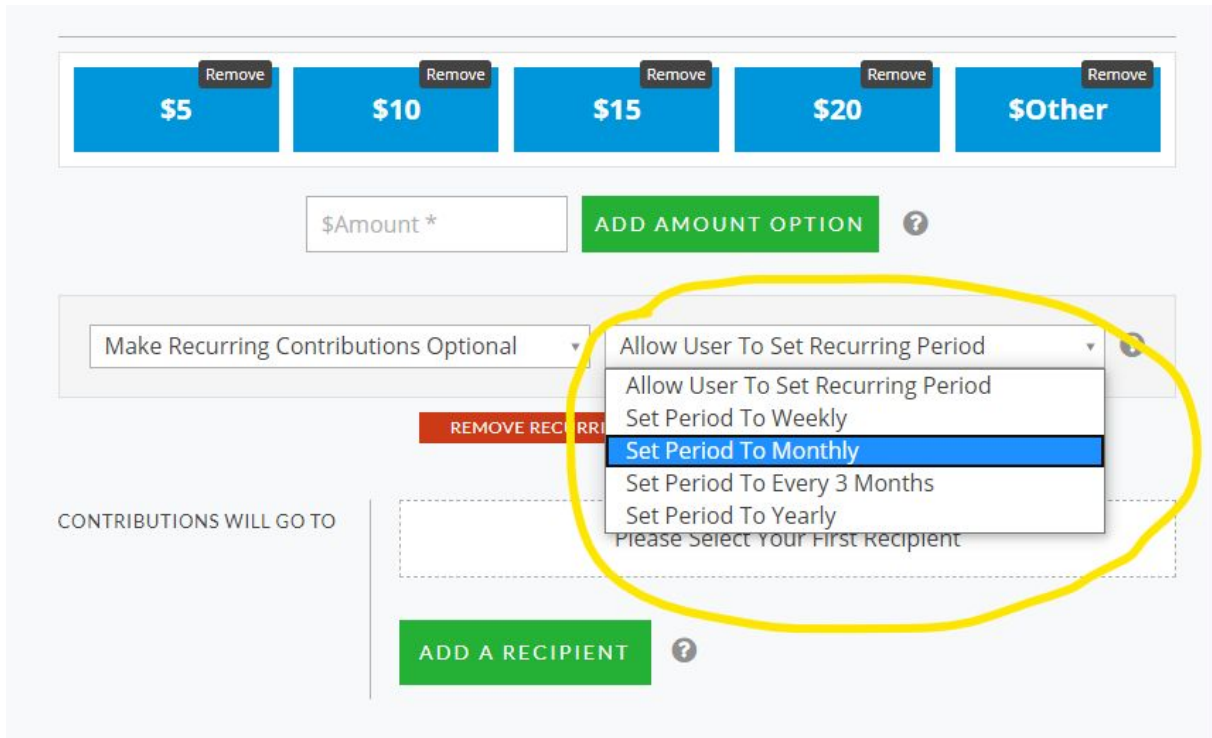 Remove Remove Remove Remove Remove
$5 $10 $15 $20 $Other
$Amount * ADD AMOUNT OPTION ?
Make Recurring Contributions Optional Allow User To Set Recurring Period ?
Allow User To Set Recurring Period
Set Period To Weekly
REMOVE RECURRI
Set Period To Monthly
Set Period To Every 3 Months
Set Period To Yearly
CONTRIBUTIONS WILL GO TO
Please Select Your First Recipient
ADD A RECIPIENT ?